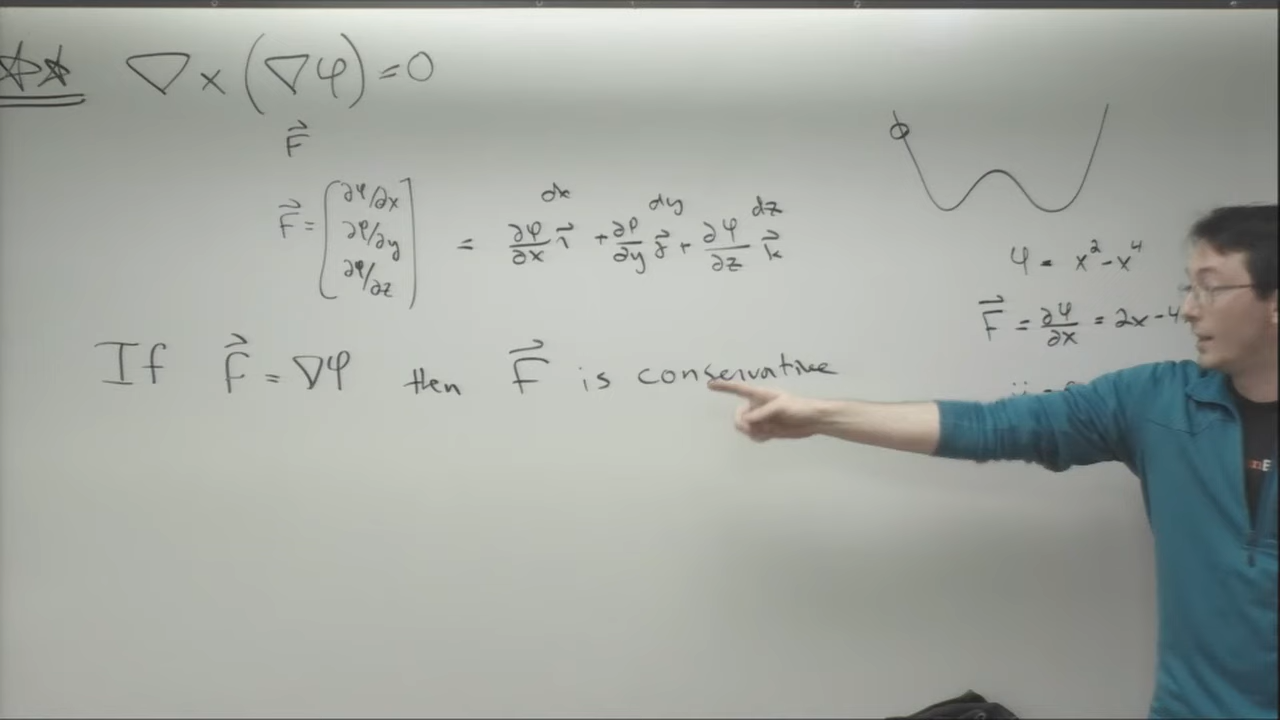 ☆☆ ∇ × (∇φ) = 0
F⃗
F⃗ = [∂φ/∂x ∂φ/∂y ∂φ/∂z] = ∂φ/∂x i⃗ + ∂φ/∂y j⃗ + ∂φ/∂z k⃗
dx dy dz
φ = x² - x⁴
F⃗ = ∂φ/∂x = 2x - 4
If F⃗ = ∇φ then F⃗ is conservative